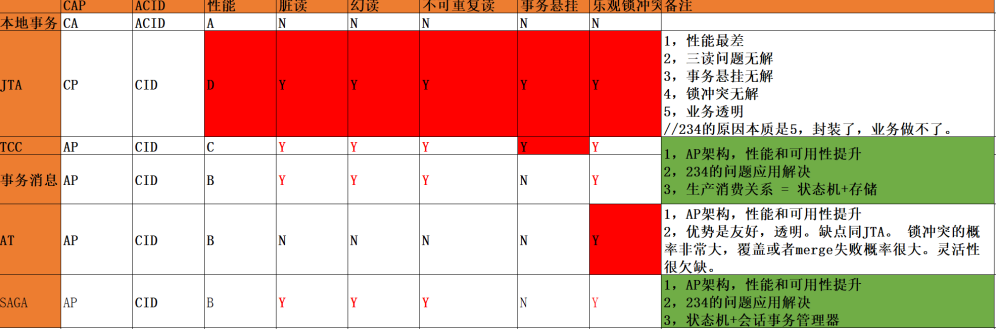 CAP ACID 性能 脏读 幻读 不可重复读 事务悬挂 乐观锁冲突 备注
本地事务 CA ACID A N N N N N
JTA CP CID D Y Y Y Y Y
1，性能最差
2，三读问题无解
3，事务悬挂无解
4，锁冲突无解
5，业务透明
//234的原因本质是5，封装了，业务做不了。
TCC AP CID C Y Y Y Y Y
事务消息 AP CID B Y Y Y N Y
1，AP架构，性能和可用性提升
2，234的问题应用解决
3，生产消费关系 = 状态机+存储
AT AP CID B N N N N Y
1，AP架构，性能和可用性提升
2，优势是友好，透明。缺点同JTA。 锁冲突的概
率非常大，覆盖或者merge失败概率很大。灵活性
很欠缺。
SAGA AP CID B Y Y Y N Y
1，AP架构，性能和可用性提升
2，234的问题应用解决
3，状态机+会话事务管理器